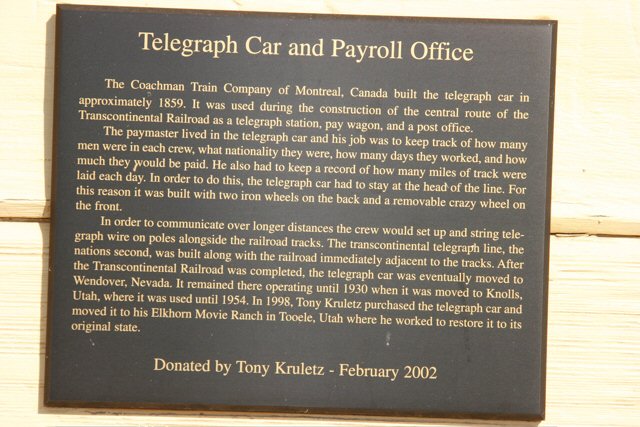 Telegraph Car and Payroll Office
The Coachman Train Company of Montreal, Canada built the telegraph car in
approximately 1859. It was used during the construction of the central route of the
Transcontinental Railroad as a telegraph station, pay wagon, and a post office.
The paymaster lived in the telegraph car and his job was to keep track of how many
men were in each crew, what nationality they were, how many days they worked, and how
much they would be paid. He also had to keep a record of how many miles of track were
laid each day. In order to do this, the telegraph car had to stay at the head of the line. For
this reason it was built with two iron wheels on the back and a removable crazy wheel on
the front.
In order to communicate over longer distances the crew would set up and string tele-
graph wire on poles alongside the railroad tracks. The transcontinental telegraph line, the
nations second, was built along with the railroad immediately adjacent to the tracks. After
the Transcontinental Railroad was completed, the telegraph car was eventually moved to
Wendover, Nevada. It remained there operating until 1930 when it was moved to Knolls,
Utah, where it was used until 1954. In 1998, Tony Kruletz purchased the telegraph car and
moved it to his Elkhorn Movie Ranch in Tooele, Utah where he worked to restore it to its
original state.
Donated by Tony Kruletz - February 2002